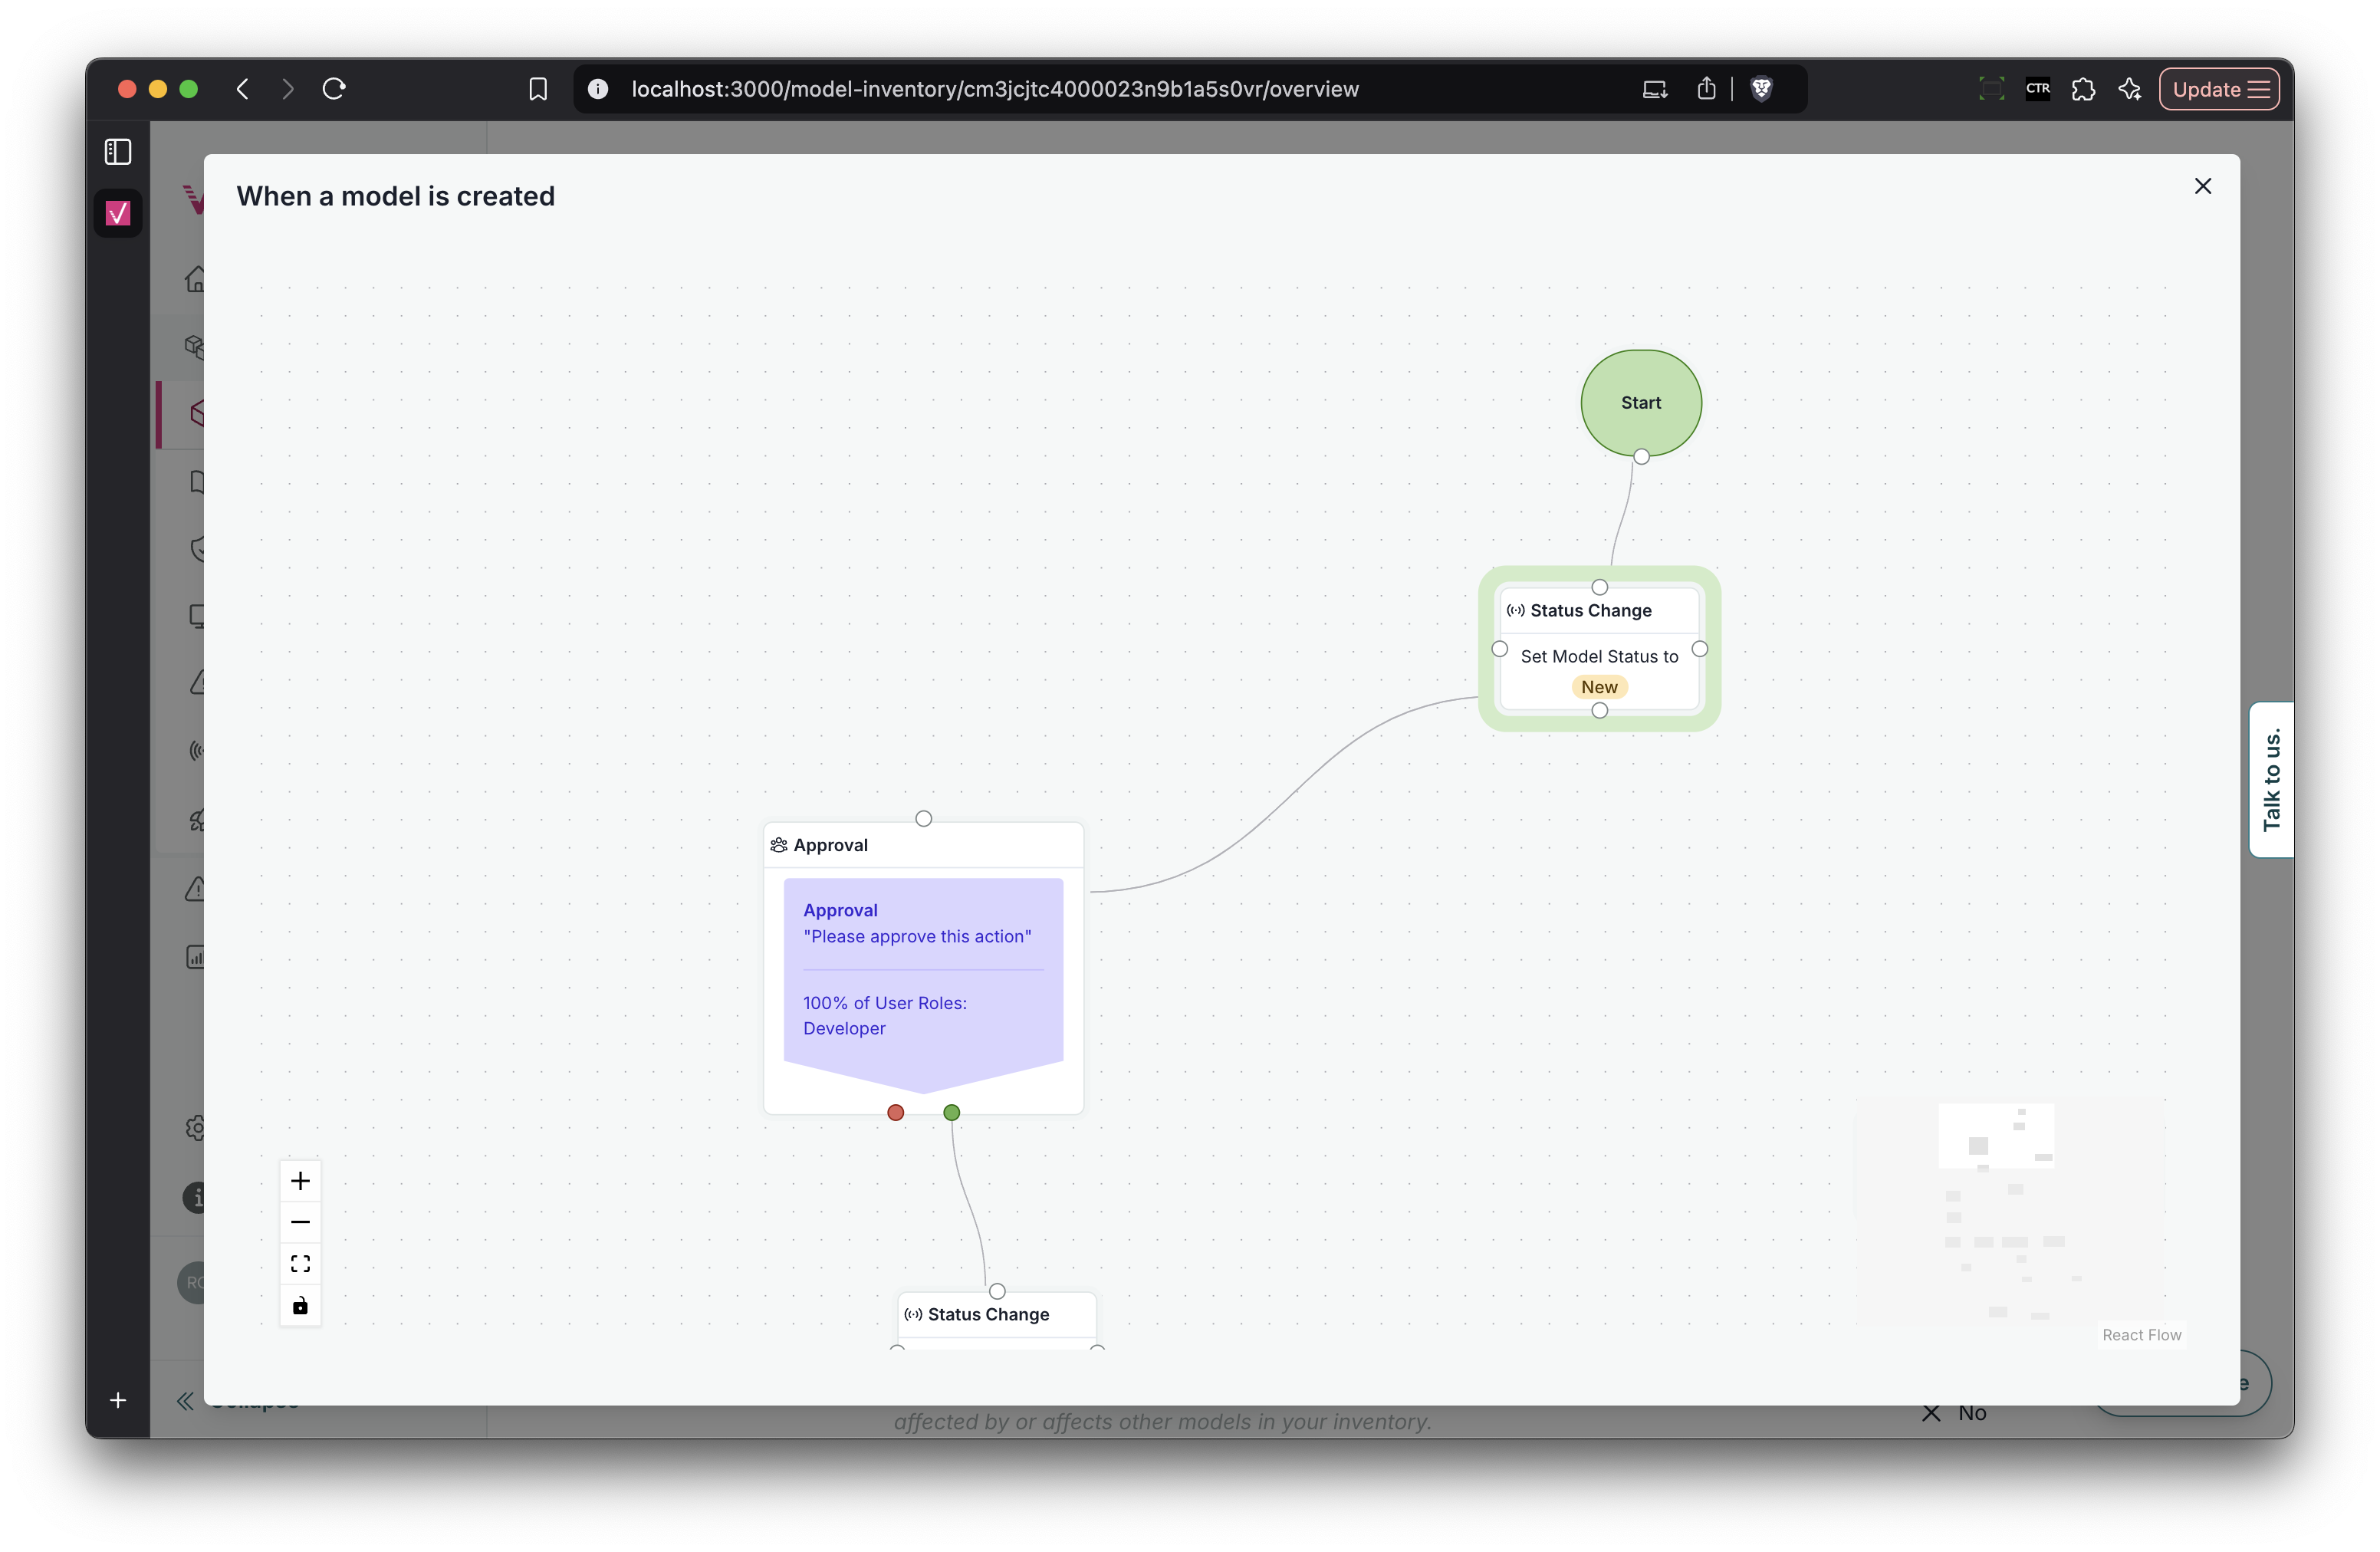 localhost:3000/model-inventory/cm3jcjtc4000023n9b1a5s0vr/overview
CTR
Update
When a model is created
Start
Status Change
Set Model Status to
New
Approval
Approval
"Please approve this action"
100% of User Roles:
Developer
Status Change
React Flow
Talk to us.
Collapse
affected by or affects other models in your inventory.
No